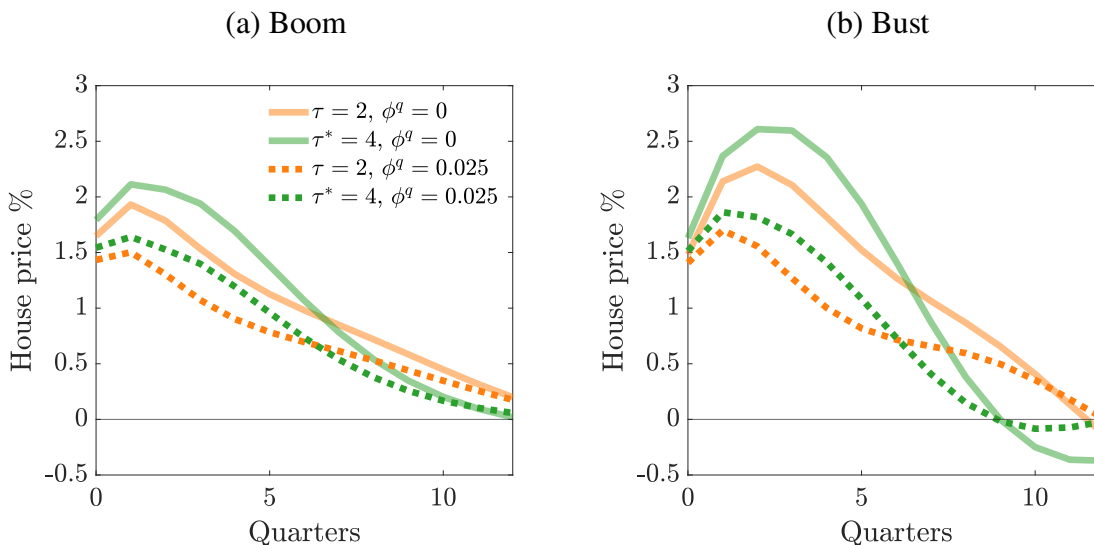 (a) Boom
House price %
3
2.5
2
1.5
1
0.5
0
-0.5
0
5
10
Quarters
τ = 2, ϕ^q = 0
τ* = 4, ϕ^q = 0
τ = 2, ϕ^q = 0.025
τ* = 4, ϕ^q = 0.025
(b) Bust
House price %
3
2.5
2
1.5
1
0.5
0
-0.5
0
5
10
Quarters